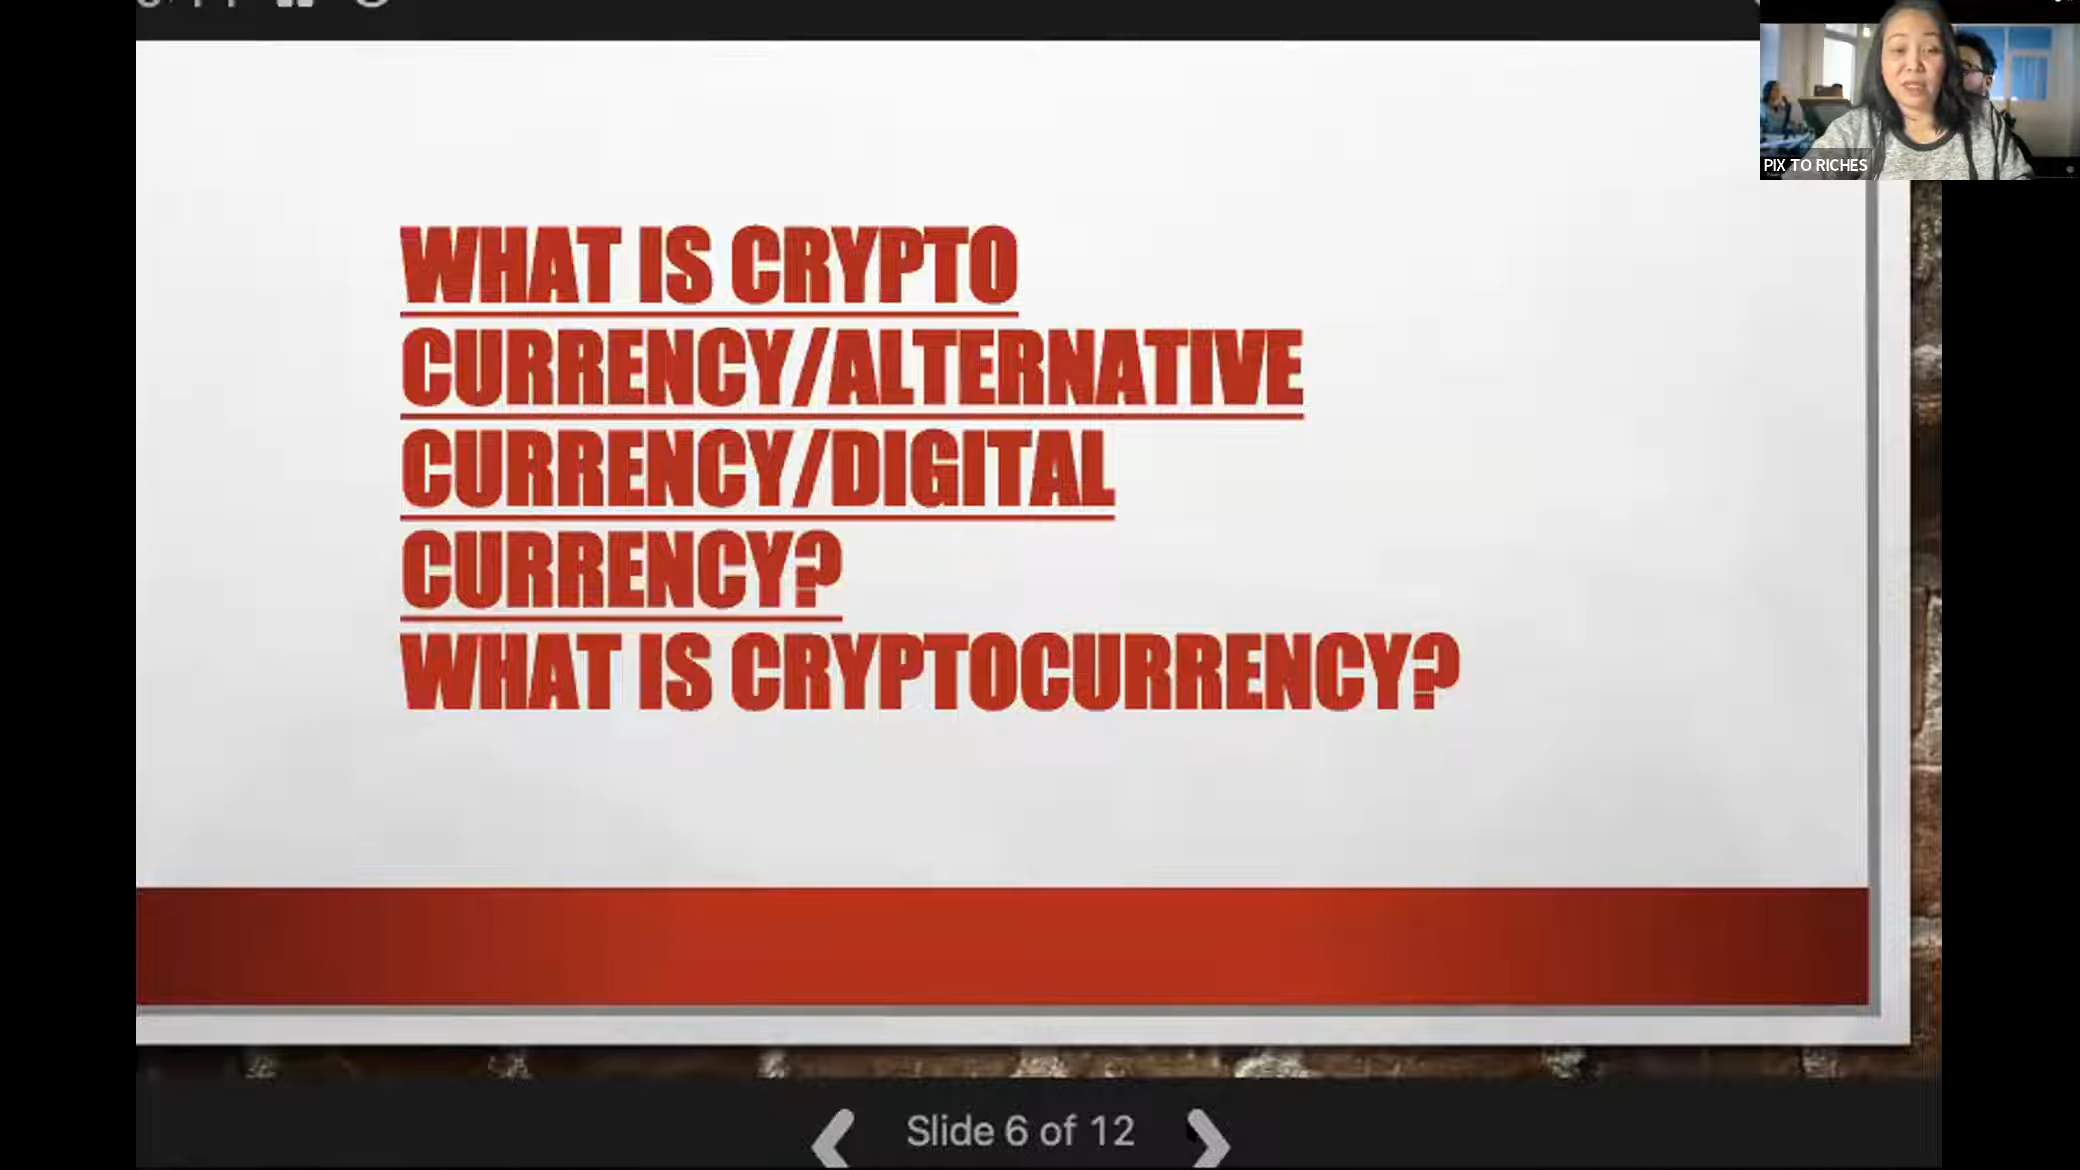 PIX TO RICHES
WHAT IS CRYPTO
CURRENCY/ALTERNATIVE
CURRENCY/DIGITAL
CURRENCY?
WHAT IS CRYPTOCURRENCY?
Slide 6 of 12